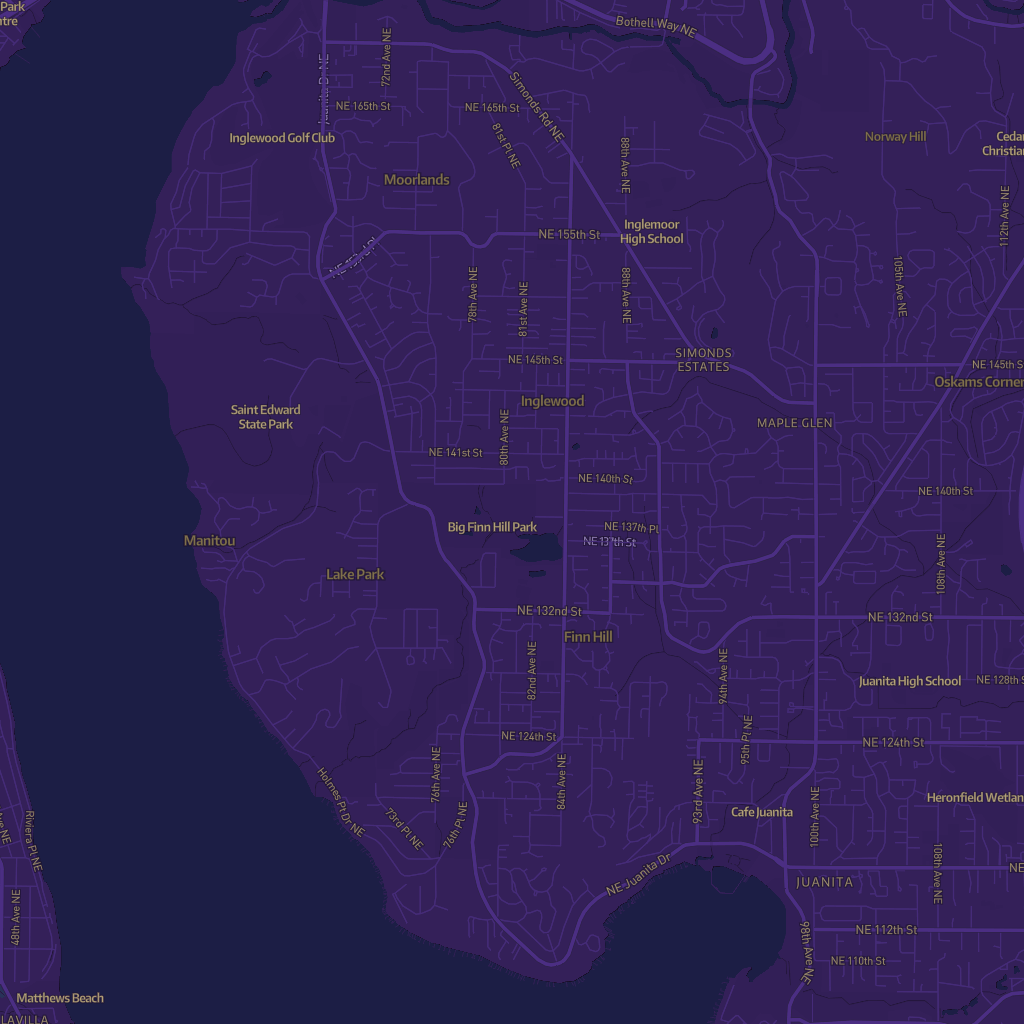 Park
Bothell Way NE
72nd Ave NE
Juanita Dr NE
NE 165th St
NE 165th St
Simonds Rd NE
Inglewood Golf Club
81st Pl NE
88th Ave NE
Norway Hill
Cedar
Christian
Moorlands
112th Ave NE
Inglemoor
High School
NE 155th St
78th Ave NE
81st Ave NE
88th Ave NE
105th Ave NE
NE 145th St
SIMONDS
ESTATES
NE 145th S
Oskams Corner
Inglewood
Saint Edward
State Park
MAPLE GLEN
80th Ave NE
NE 141st St
NE 140th St
NE 140th St
Big Finn Hill Park
NE 137th Pl
NE 137th St
Manitou
108th Ave NE
Lake Park
NE 132nd St
NE 132nd St
Finn Hill
82nd Ave NE
94th Ave NE
Juanita High School
NE 128th S
NE 124th St
95th Pl NE
NE 124th St
76th Ave NE
84th Ave NE
93rd Ave NE
Holmes Pt Dr NE
Heronfield Wetlan
Cafe Juanita
100th Ave NE
73rd Pl NE
76th Pl NE
Riviera Pl NE
ve NE
NE Juanita Dr
108th Ave NE
NE
JUANITA
48th Ave NE
98th Ave NE
NE 112th St
NE 110th St
Matthews Beach
LAVILLA